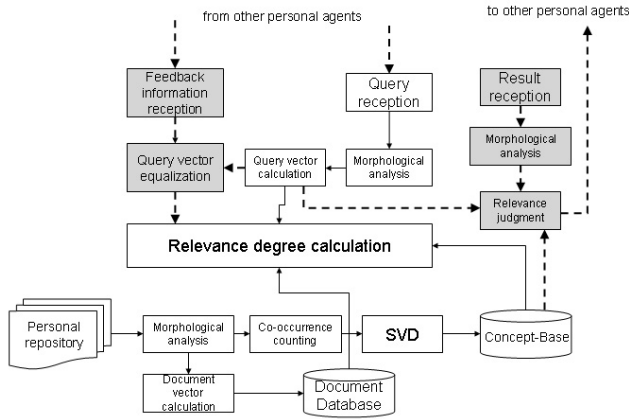 from other personal agents
to other personal agents
Feedback
information
reception
Query
reception
Result
reception
Query vector
equalization
Query vector
calculation
Morphological
analysis
Morphological
analysis
Relevance
judgment
Relevance degree calculation
Personal
repository
Morphological
analysis
Co-occurrence
counting
SVD
Concept-Base
Document
vector
calculation
Document
Database